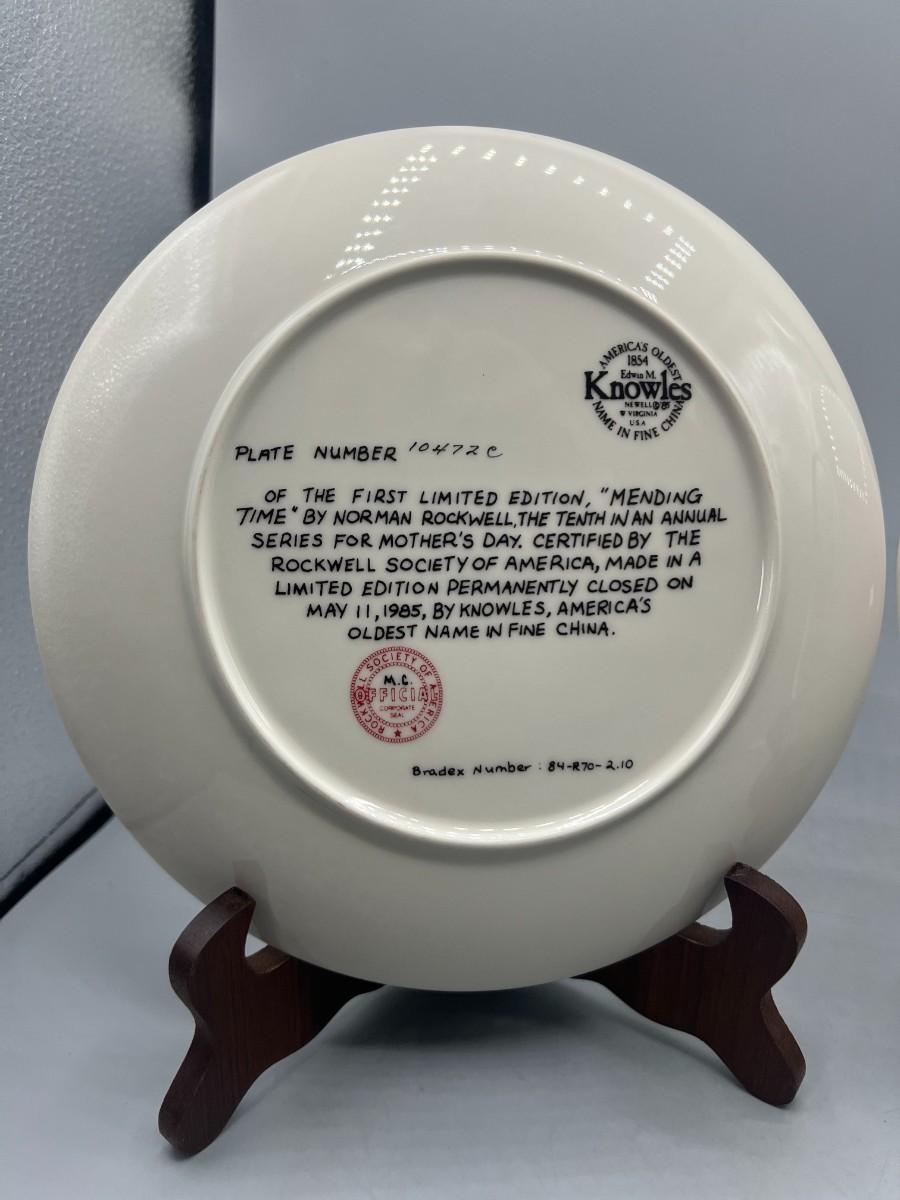 AMERICA'S OLDEST
1854
Edwin M.
Knowles
NEWELL © '85
W VIRGINIA
U.S.A
NAME IN FINE CHINA
PLATE NUMBER 10472C
OF THE FIRST LIMITED EDITION, "MENDING
TIME" BY NORMAN ROCKWELL, THE TENTH IN AN ANNUAL
SERIES FOR MOTHER'S DAY. CERTIFIED BY THE
ROCKWELL SOCIETY OF AMERICA, MADE IN A
LIMITED EDITION PERMANENTLY CLOSED ON
MAY 11, 1985, BY KNOWLES, AMERICA'S
OLDEST NAME IN FINE CHINA.
ROCKWELL SOCIETY OF AMERICA
M.C.
OFFICIAL
CORPORATE
SEAL
Bradex Number : 84-R70-2.10